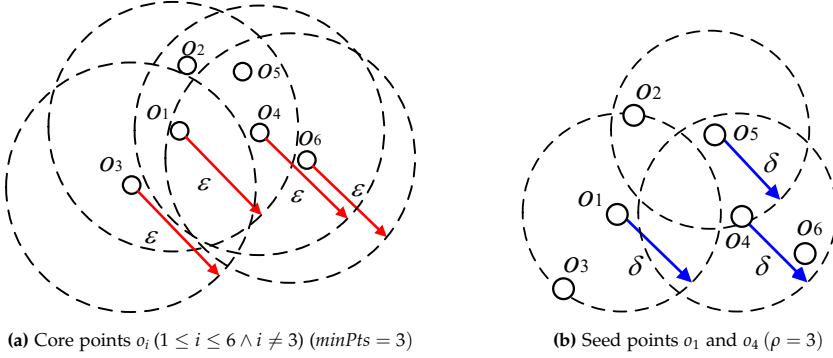 o2
o5
o1
o4
o6
o3
ε
ε
ε
ε
(a) Core points oi (1 ≤ i ≤ 6 ∧ i ≠ 3) (minPts = 3)
o2
o5
δ
o1
o4
o6
δ
δ
o3
(b) Seed points o1 and o4 (ρ = 3)